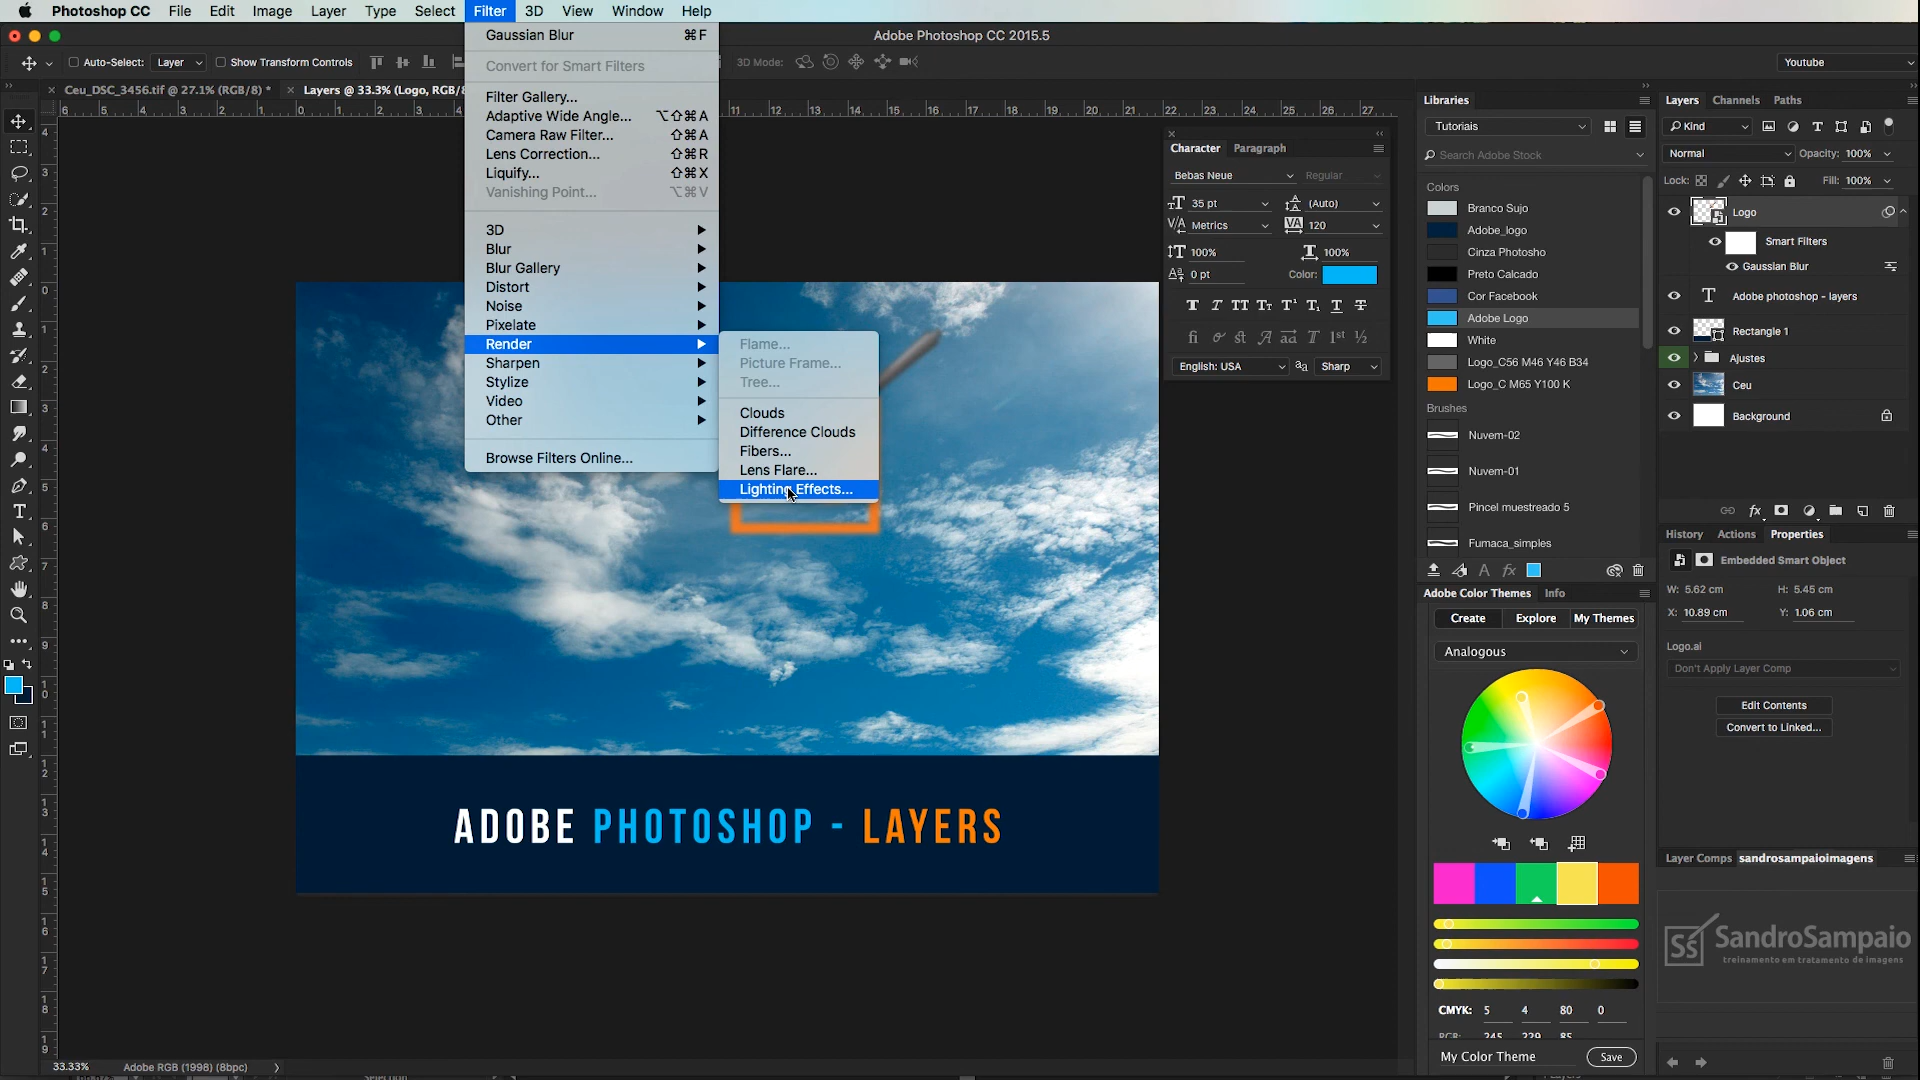 Photoshop CC File Edit Image Layer Type Select Filter 3D View Window Help
Adobe Photoshop CC 2015.5
Auto-Select: Layer Show Transform Controls
3D Mode:
Youtube
Ceu_DSC_3456.tif @ 27.1% (RGB/8) *
Layers @ 33.3% (Logo, RGB/8
Gaussian Blur ⌘F
Convert for Smart Filters
Filter Gallery...
Adaptive Wide Angle... ⌥⇧⌘A
Camera Raw Filter... ⇧⌘A
Lens Correction... ⇧⌘R
Liquify... ⇧⌘X
Vanishing Point... ⌥⌘V
3D
Blur
Blur Gallery
Distort
Noise
Pixelate
Render
Sharpen
Stylize
Video
Other
Browse Filters Online...
Flame...
Picture Frame...
Tree...
Clouds
Difference Clouds
Fibers...
Lens Flare...
Lighting Effects...
ADOBE PHOTOSHOP - LAYERS
33.33% Adobe RGB (1998) (8bpc)
Character Paragraph
Bebas Neue Regular
35 pt (Auto)
Metrics 120
100% 100%
0 pt Color:
English: USA Sharp
Libraries
Tutoriais
Search Adobe Stock
Colors
Branco Sujo
Adobe_logo
Cinza Photosho
Preto Calcado
Cor Facebook
Adobe Logo
White
Logo_C56 M46 Y46 B34
Logo_C M65 Y100 K
Brushes
Nuvem-02
Nuvem-01
Pincel muestreado 5
Fumaca_simples
Adobe Color Themes Info
Create Explore My Themes
Analogous
CMYK: 5 4 80 0
RGB: 245 229 85
My Color Theme Save
Layers Channels Paths
Kind
Normal Opacity: 100%
Lock: Fill: 100%
Logo
Smart Filters
Gaussian Blur
Adobe photoshop - layers
Rectangle 1
Ajustes
Ceu
Background
History Actions Properties
Embedded Smart Object
W: 5.62 cm H: 5.45 cm
X: 10.89 cm Y: 1.06 cm
Logo.ai
Don't Apply Layer Comp
Edit Contents
Convert to Linked...
Layer Comps sandrosampaioimagens
Ss SandroSampaio
treinamento em tratamento de imagens